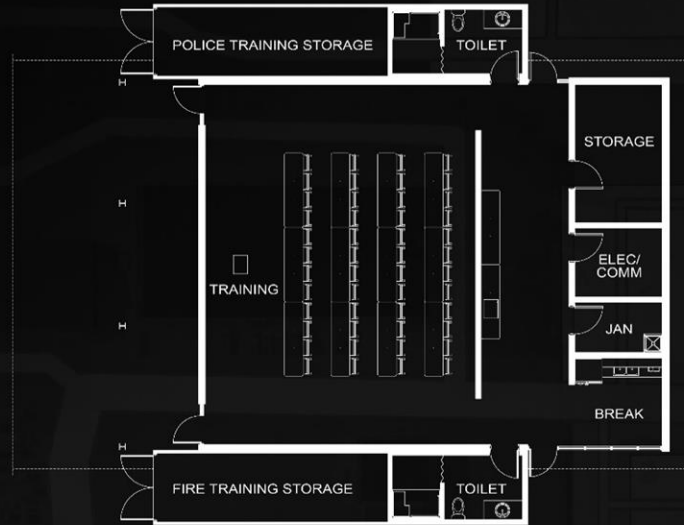 POLICE TRAINING STORAGE
TOILET
STORAGE
ELEC/
COMM
TRAINING
JAN
BREAK
FIRE TRAINING STORAGE
TOILET